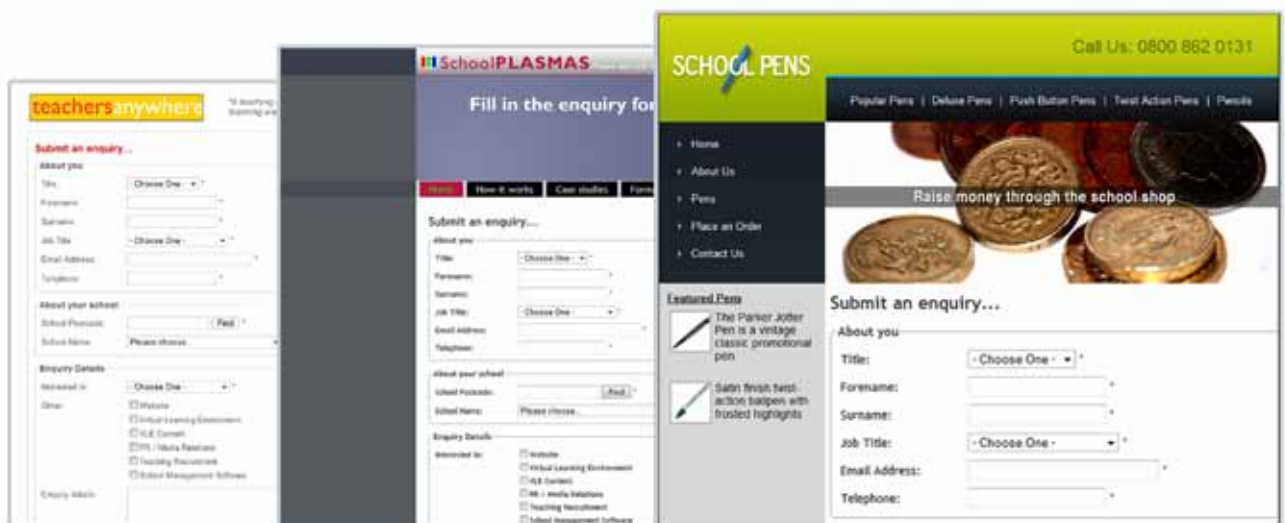 teachersanywhere
Submit an enquiry...
About you
Title:
- Choose One -
Forename:
Surname:
Job Title
- Choose One -
Email Address
Telephone:
About your school
School Postcode:
Find
School Name:
Please choose...
Enquiry Details
Interested in
- Choose One -
Other:
Website
Virtual Learning Environment
VLE Content
PR / Media Relations
Teaching Recruitment
School Management Software
SchoolPLASMAS
Fill in the enquiry for
Home
How it works
Case studies
Submit an enquiry...
About you
Title:
- Choose One -
Forename:
Surname:
Job Title:
- Choose One -
Email Address
Telephone:
About your school
School Postcode:
Find
School Name:
Please choose...
Enquiry Details
Interested in:
Website
Virtual Learning Environment
VLE Content
PR / Media Relations
Teaching Recruitment
School Management Software
SCHOOL PENS
Call Us: 0800 862 0131
Popular Pens | Deluxe Pens | Push Button Pens | Twist Action Pens | Pencils
Home
About Us
Pens
Place an Order
Contact Us
Raise money through the school shop
Featured Pens
The Parker Jotter
Pen is a vintage
classic promotional
pen
Satin finish twist-
action ballpen with
frosted highlights
Submit an enquiry...
About you
Title:
- Choose One - *
Forename:
*
Surname:
*
Job Title:
- Choose One - *
Email Address:
*
Telephone:
*